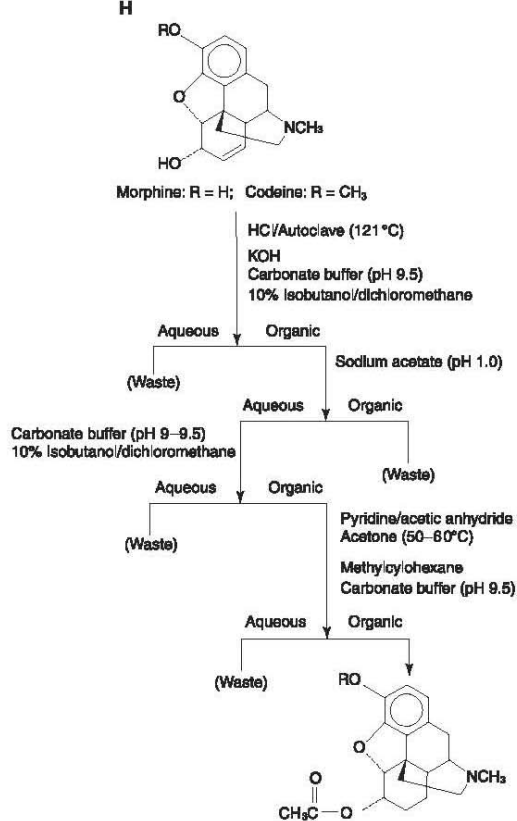 H
RO
O
NCH₃
HO
Morphine: R = H; Codeine: R = CH₃
HCl/Autoclave (121°C)
KOH
Carbonate buffer (pH 9.5)
10% Isobutanol/dichloromethane
Aqueous Organic
(Waste)
Sodium acetate (pH 1.0)
Aqueous Organic
Carbonate buffer (pH 9–9.5)
10% Isobutanol/dichloromethane
(Waste)
Aqueous Organic
(Waste)
Pyridine/acetic anhydride
Acetone (50–60°C)
Methylcylohexane
Carbonate buffer (pH 9.5)
Aqueous Organic
(Waste)
RO
O
NCH₃
O
CH₃C—O